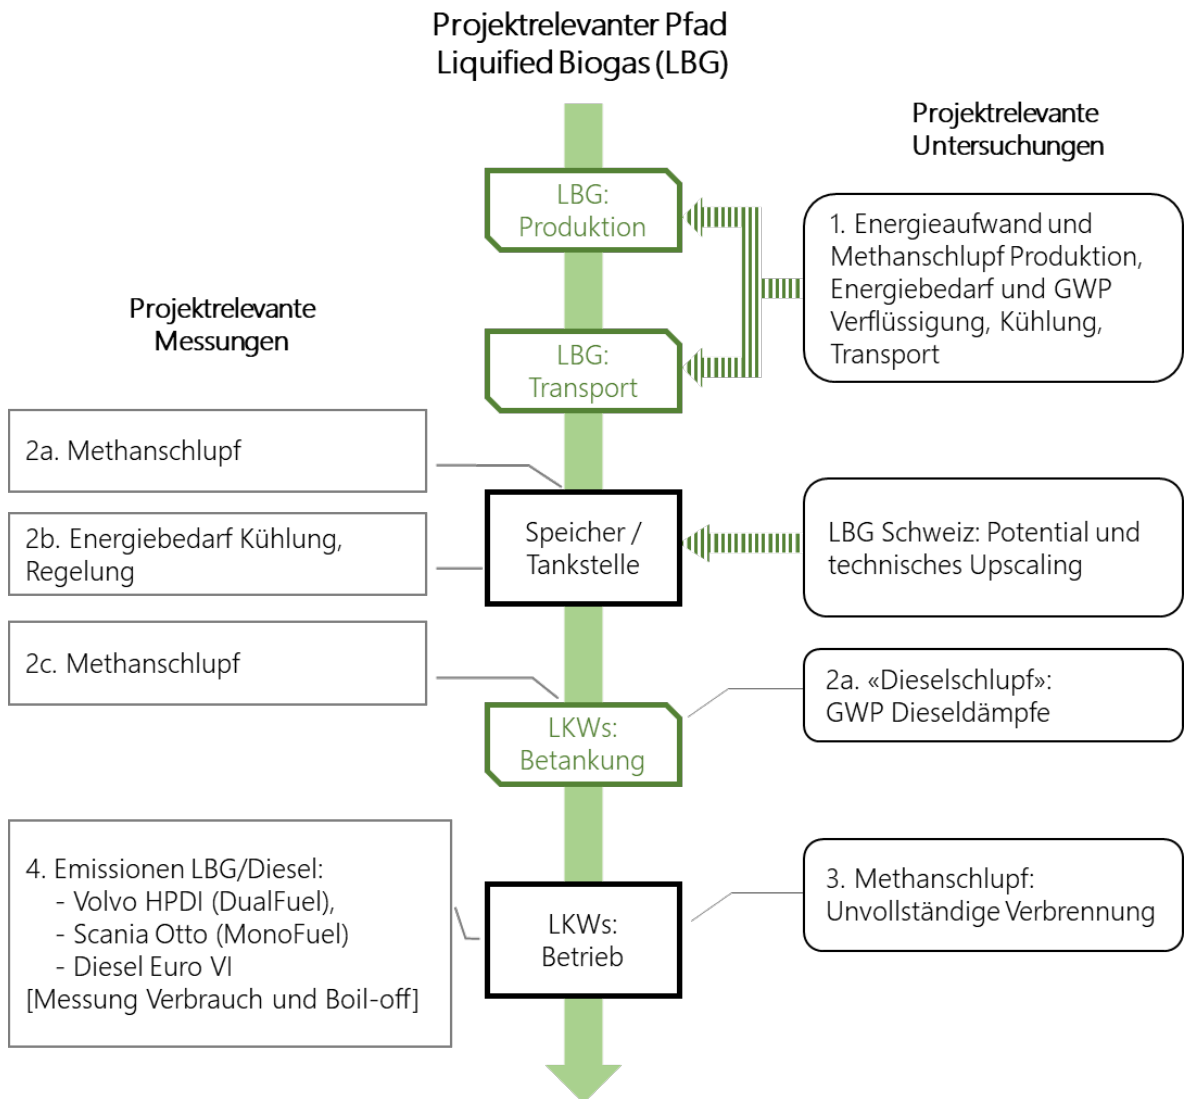 Projektrelevanter Pfad
Liquified Biogas (LBG)
Projektrelevante
Untersuchungen
LBG:
Produktion
1. Energieaufwand und
Methanschlupf Produktion,
Energiebedarf und GWP
Verflüssigung, Kühlung,
Transport
Projektrelevante
Messungen
LBG:
Transport
2a. Methanschlupf
2b. Energiebedarf Kühlung,
Regelung
Speicher /
Tankstelle
LBG Schweiz: Potential und
technisches Upscaling
2c. Methanschlupf
LKWs:
Betankung
2a. «Dieselschlupf»:
GWP Dieseldämpfe
4. Emissionen LBG/Diesel:
- Volvo HPDI (DualFuel),
- Scania Otto (MonoFuel)
- Diesel Euro VI
[Messung Verbrauch und Boil-off]
LKWs:
Betrieb
3. Methanschlupf:
Unvollständige Verbrennung